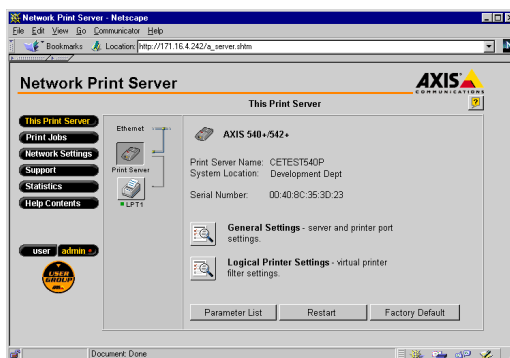 Network Print Server - Netscape
File Edit View Go Communicator Help
Bookmarks Location: http://171.16.4.242/a_server.shtm
Network Print Server
AXIS
COMMUNICATIONS
This Print Server
?
This Print Server
Print Jobs
Network Settings
Support
Statistics
Help Contents
user admin
USER GROUP
Ethernet
Print Server
LPT1
AXIS 540+/542+
Print Server Name: CETEST540P
System Location: Development Dept
Serial Number: 00:40:8C:35:3D:23
General Settings - server and printer port
settings.
Logical Printer Settings - virtual printer
filter settings.
Parameter List Restart Factory Default
Document: Done